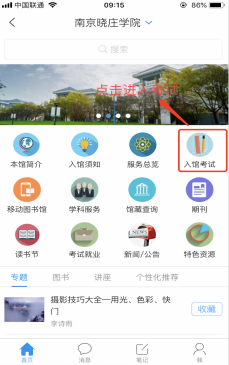 中国联通 09:15 86%
南京晓庄学院
搜索
点击进入考试
本馆简介 入馆须知 服务总览 入馆考试
移动图书馆 学科服务 馆藏查询 期刊
NEWS
读书节 考试就业 新闻/公告 特色资源
专题 图书 讲座 个性化推荐
摄影技巧大全—用光、色彩、快
门
李诗雨
收藏
首页 消息 笔记 我